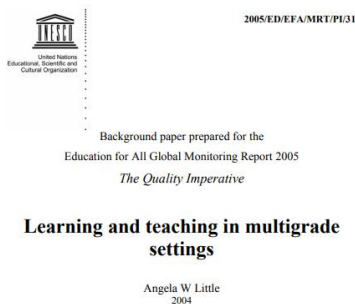 2005/ED/EFA/MRT/PI/31
UNESCO
United Nations
Educational, Scientific and
Cultural Organization
Background paper prepared for the
Education for All Global Monitoring Report 2005
The Quality Imperative
Learning and teaching in multigrade
settings
Angela W Little
2004